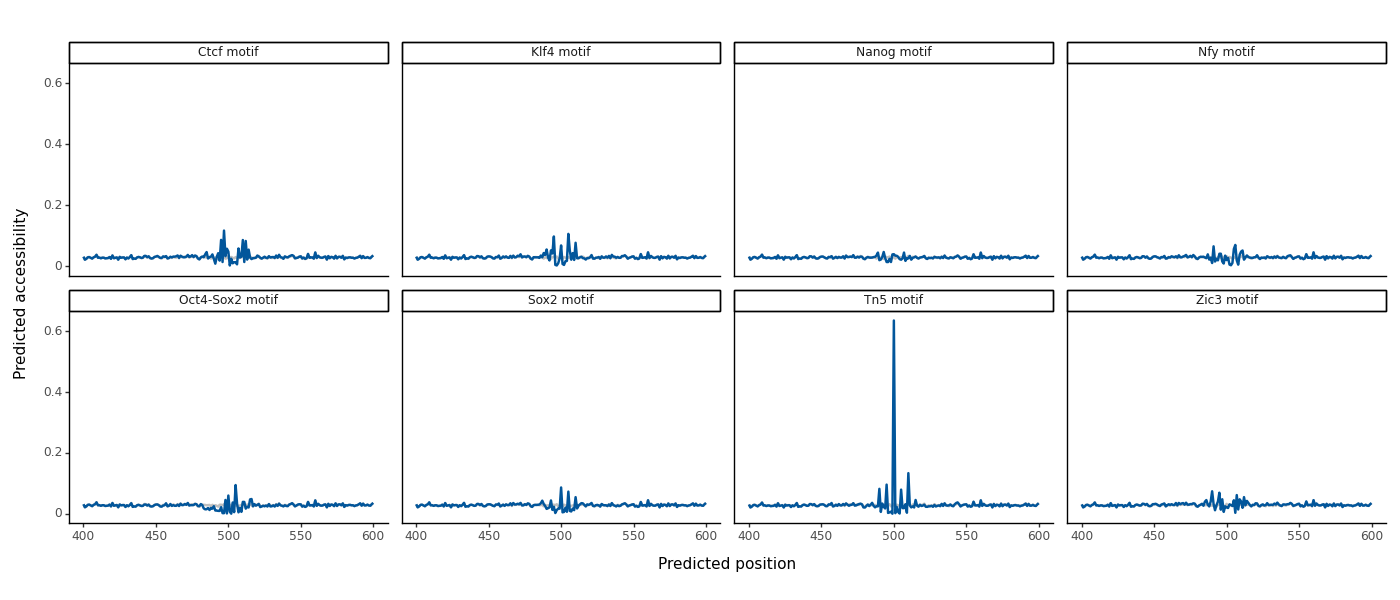 Ctcf motif
Klf4 motif
Nanog motif
Nfy motif
0.6
0.4
0.2
0
Oct4-Sox2 motif
Sox2 motif
Tn5 motif
Zic3 motif
0.6
0.4
0.2
0
400 450 500 550 600
400 450 500 550 600
400 450 500 550 600
400 450 500 550 600
Predicted position
Predicted accessibility